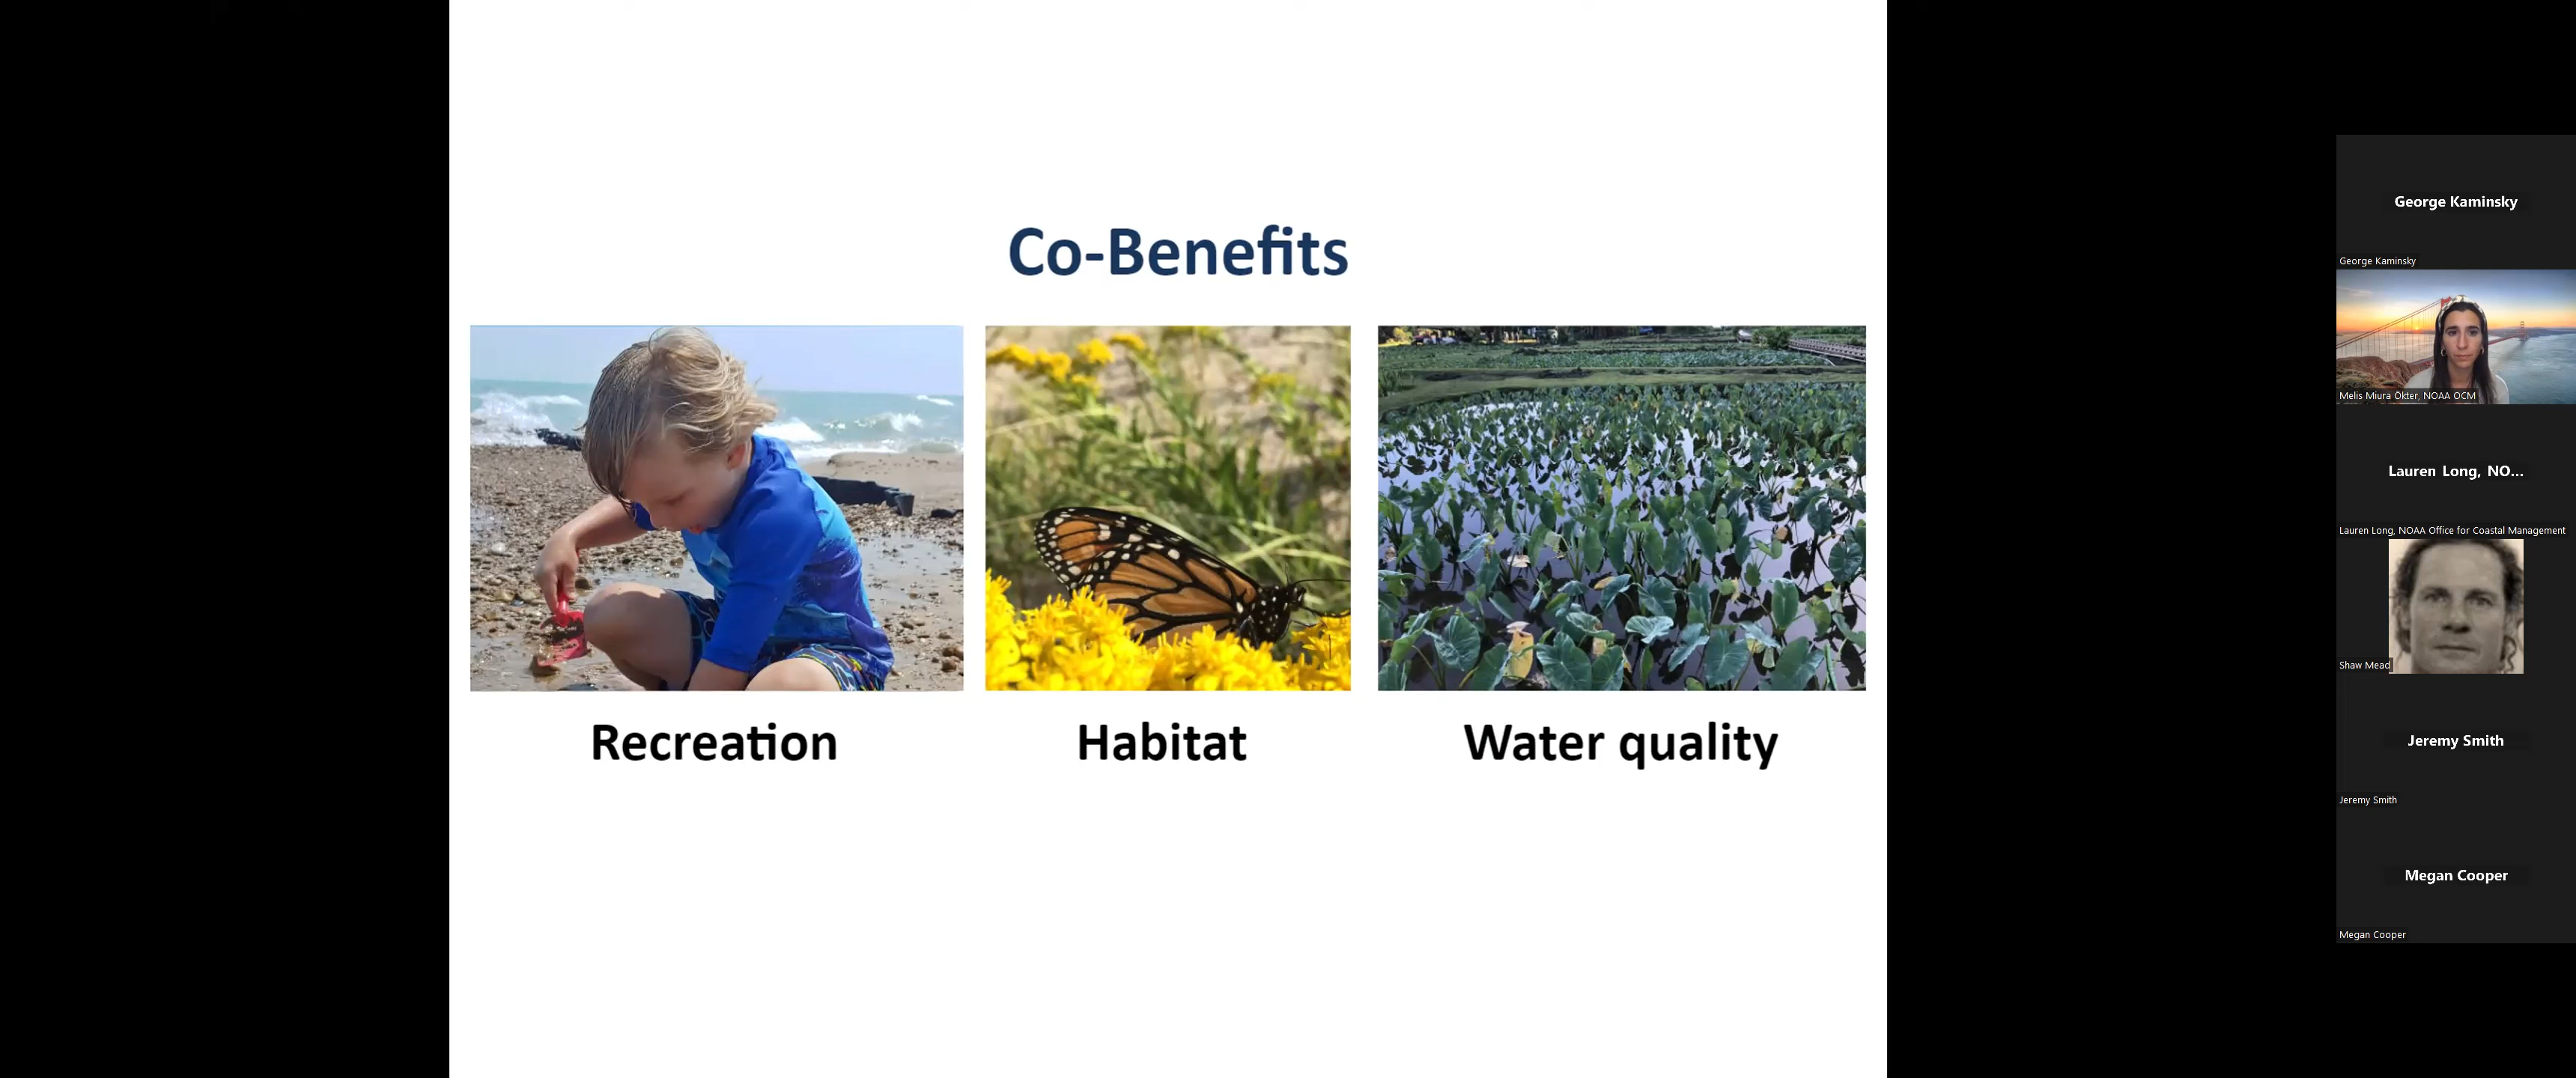 Co-Benefits
Recreation
Habitat
Water quality
George Kaminsky
George Kaminsky
Melis Miura Ökter, NOAA OCM
Lauren Long, NO...
Lauren Long, NOAA Office for Coastal Management
Shaw Mead
Jeremy Smith
Jeremy Smith
Megan Cooper
Megan Cooper